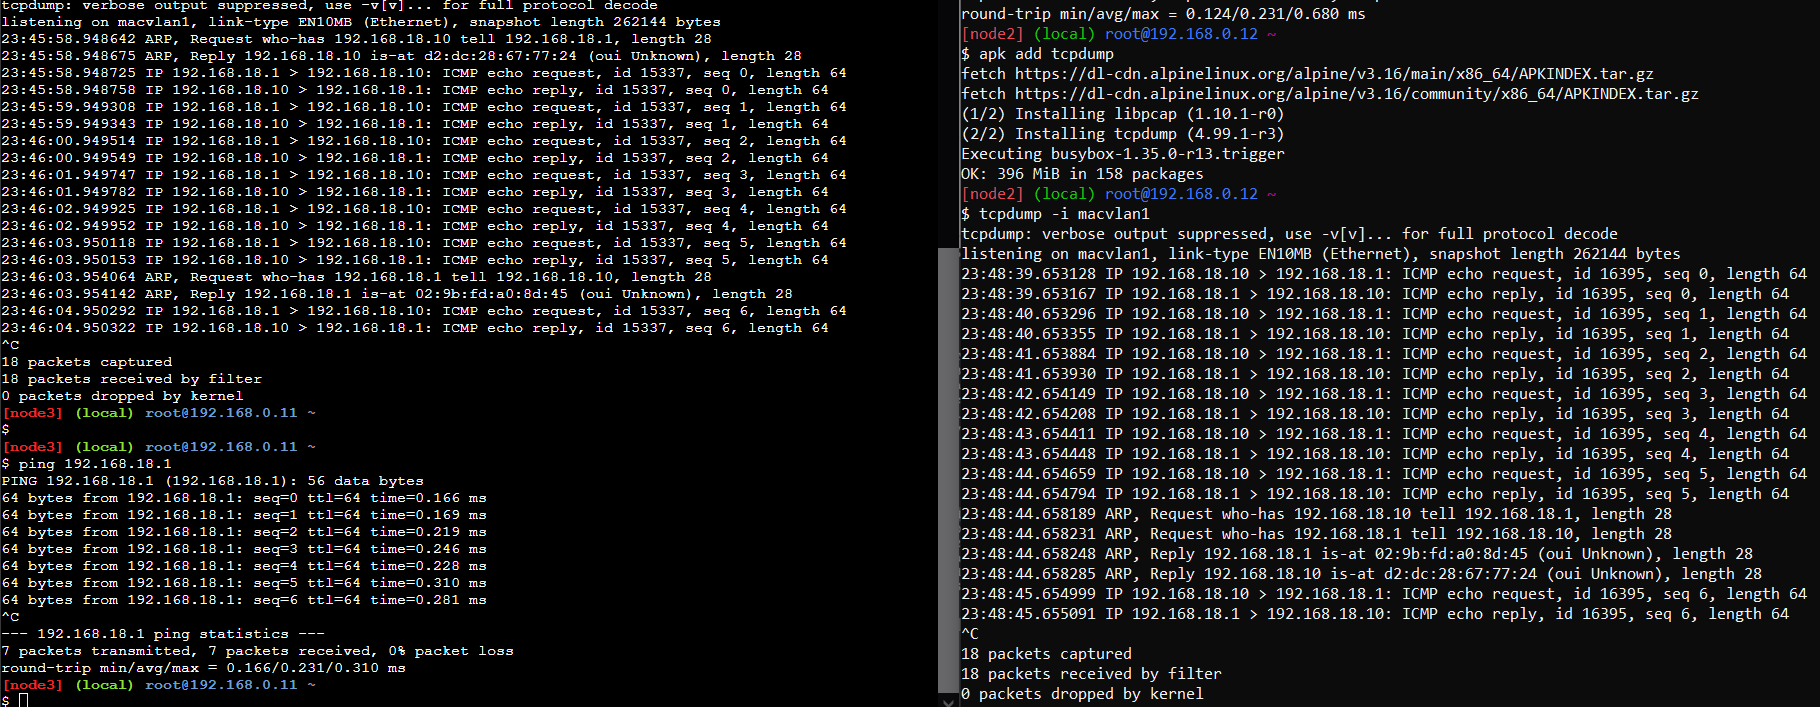 tcpdump: verbose output suppressed, use -v[v]... for full protocol decode
listening on macvlan1, link-type EN10MB (Ethernet), snapshot length 262144 bytes
23:45:58.948642 ARP, Request who-has 192.168.18.10 tell 192.168.18.1, length 28
23:45:58.948675 ARP, Reply 192.168.18.10 is-at d2:dc:28:67:77:24 (oui Unknown), length 28
23:45:58.948725 IP 192.168.18.1 > 192.168.18.10: ICMP echo request, id 15337, seq 0, length 64
23:45:58.948758 IP 192.168.18.10 > 192.168.18.1: ICMP echo reply, id 15337, seq 0, length 64
23:45:59.949308 IP 192.168.18.1 > 192.168.18.10: ICMP echo request, id 15337, seq 1, length 64
23:45:59.949343 IP 192.168.18.10 > 192.168.18.1: ICMP echo reply, id 15337, seq 1, length 64
23:46:00.949514 IP 192.168.18.1 > 192.168.18.10: ICMP echo request, id 15337, seq 2, length 64
23:46:00.949549 IP 192.168.18.10 > 192.168.18.1: ICMP echo reply, id 15337, seq 2, length 64
23:46:01.949747 IP 192.168.18.1 > 192.168.18.10: ICMP echo request, id 15337, seq 3, length 64
23:46:01.949782 IP 192.168.18.10 > 192.168.18.1: ICMP echo reply, id 15337, seq 3, length 64
23:46:02.949925 IP 192.168.18.1 > 192.168.18.10: ICMP echo request, id 15337, seq 4, length 64
23:46:02.949952 IP 192.168.18.10 > 192.168.18.1: ICMP echo reply, id 15337, seq 4, length 64
23:46:03.950118 IP 192.168.18.1 > 192.168.18.10: ICMP echo request, id 15337, seq 5, length 64
23:46:03.950153 IP 192.168.18.10 > 192.168.18.1: ICMP echo reply, id 15337, seq 5, length 64
23:46:03.954064 ARP, Request who-has 192.168.18.1 tell 192.168.18.10, length 28
23:46:03.954142 ARP, Reply 192.168.18.1 is-at 02:9b:fd:a0:8d:45 (oui Unknown), length 28
23:46:04.950292 IP 192.168.18.1 > 192.168.18.10: ICMP echo request, id 15337, seq 6, length 64
23:46:04.950322 IP 192.168.18.10 > 192.168.18.1: ICMP echo reply, id 15337, seq 6, length 64
^C
18 packets captured
18 packets received by filter
0 packets dropped by kernel
[node3] (local) root@192.168.0.11 ~
$
[node3] (local) root@192.168.0.11 ~
$ ping 192.168.18.1
PING 192.168.18.1 (192.168.18.1): 56 data bytes
64 bytes from 192.168.18.1: seq=0 ttl=64 time=0.166 ms
64 bytes from 192.168.18.1: seq=1 ttl=64 time=0.169 ms
64 bytes from 192.168.18.1: seq=2 ttl=64 time=0.219 ms
64 bytes from 192.168.18.1: seq=3 ttl=64 time=0.246 ms
64 bytes from 192.168.18.1: seq=4 ttl=64 time=0.228 ms
64 bytes from 192.168.18.1: seq=5 ttl=64 time=0.310 ms
64 bytes from 192.168.18.1: seq=6 ttl=64 time=0.281 ms
^C
--- 192.168.18.1 ping statistics ---
7 packets transmitted, 7 packets received, 0% packet loss
round-trip min/avg/max = 0.166/0.231/0.310 ms
[node3] (local) root@192.168.0.11 ~
$
round-trip min/avg/max = 0.124/0.231/0.680 ms
[node2] (local) root@192.168.0.12 ~
$ apk add tcpdump
fetch https://dl-cdn.alpinelinux.org/alpine/v3.16/main/x86_64/APKINDEX.tar.gz
fetch https://dl-cdn.alpinelinux.org/alpine/v3.16/community/x86_64/APKINDEX.tar.gz
(1/2) Installing libpcap (1.10.1-r0)
(2/2) Installing tcpdump (4.99.1-r3)
Executing busybox-1.35.0-r13.trigger
OK: 396 MiB in 158 packages
[node2] (local) root@192.168.0.12 ~
$ tcpdump -i macvlan1
tcpdump: verbose output suppressed, use -v[v]... for full protocol decode
listening on macvlan1, link-type EN10MB (Ethernet), snapshot length 262144 bytes
23:48:39.653128 IP 192.168.18.10 > 192.168.18.1: ICMP echo request, id 16395, seq 0, length 64
23:48:39.653167 IP 192.168.18.1 > 192.168.18.10: ICMP echo reply, id 16395, seq 0, length 64
23:48:40.653296 IP 192.168.18.10 > 192.168.18.1: ICMP echo request, id 16395, seq 1, length 64
23:48:40.653355 IP 192.168.18.1 > 192.168.18.10: ICMP echo reply, id 16395, seq 1, length 64
23:48:41.653884 IP 192.168.18.10 > 192.168.18.1: ICMP echo request, id 16395, seq 2, length 64
23:48:41.653930 IP 192.168.18.1 > 192.168.18.10: ICMP echo reply, id 16395, seq 2, length 64
23:48:42.654149 IP 192.168.18.10 > 192.168.18.1: ICMP echo request, id 16395, seq 3, length 64
23:48:42.654208 IP 192.168.18.1 > 192.168.18.10: ICMP echo reply, id 16395, seq 3, length 64
23:48:43.654411 IP 192.168.18.10 > 192.168.18.1: ICMP echo request, id 16395, seq 4, length 64
23:48:43.654448 IP 192.168.18.1 > 192.168.18.10: ICMP echo reply, id 16395, seq 4, length 64
23:48:44.654659 IP 192.168.18.10 > 192.168.18.1: ICMP echo request, id 16395, seq 5, length 64
23:48:44.654794 IP 192.168.18.1 > 192.168.18.10: ICMP echo reply, id 16395, seq 5, length 64
23:48:44.658189 ARP, Request who-has 192.168.18.10 tell 192.168.18.1, length 28
23:48:44.658231 ARP, Request who-has 192.168.18.1 tell 192.168.18.10, length 28
23:48:44.658248 ARP, Reply 192.168.18.1 is-at 02:9b:fd:a0:8d:45 (oui Unknown), length 28
23:48:44.658285 ARP, Reply 192.168.18.10 is-at d2:dc:28:67:77:24 (oui Unknown), length 28
23:48:45.654999 IP 192.168.18.10 > 192.168.18.1: ICMP echo request, id 16395, seq 6, length 64
23:48:45.655091 IP 192.168.18.1 > 192.168.18.10: ICMP echo reply, id 16395, seq 6, length 64
^C
18 packets captured
18 packets received by filter
0 packets dropped by kernel